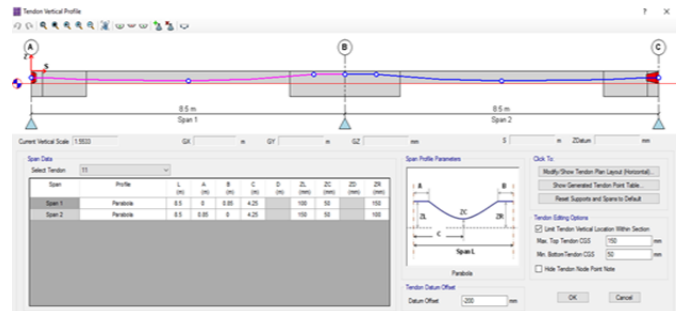 Tendon Vertical Profile
? X
A B C
Z
S
8.5 m 8.5 m
Span 1 Span 2
Current Vertical Scale 1.5533 GX m GY m GZ mm S m ZDatum mm
Span Data
Select Tendon 11
Span Profile L (m) A (m) B (m) C (m) D (m) ZL (mm) ZC (mm) ZD (mm) ZR (mm)
Span 1 Parabola 8.5 0 0.85 4.25 100 50 150
Span 2 Parabola 8.5 0.85 0 4.25 150 50 100
Span Profile Parameters
A B
ZL ZC ZR
C
Span L
Parabola
Tendon Datum Offset
Datum Offset -200 mm
Click To:
Modify/Show Tendon Plan Layout (Horizontal)...
Show Generated Tendon Point Table...
Reset Supports and Spans to Default
Tendon Editing Options
Limit Tendon Vertical Location Within Section
Max. Top Tendon CGS 150 mm
Min. BottomTendon CGS 50 mm
Hide Tendon Node Point Note
OK Cancel